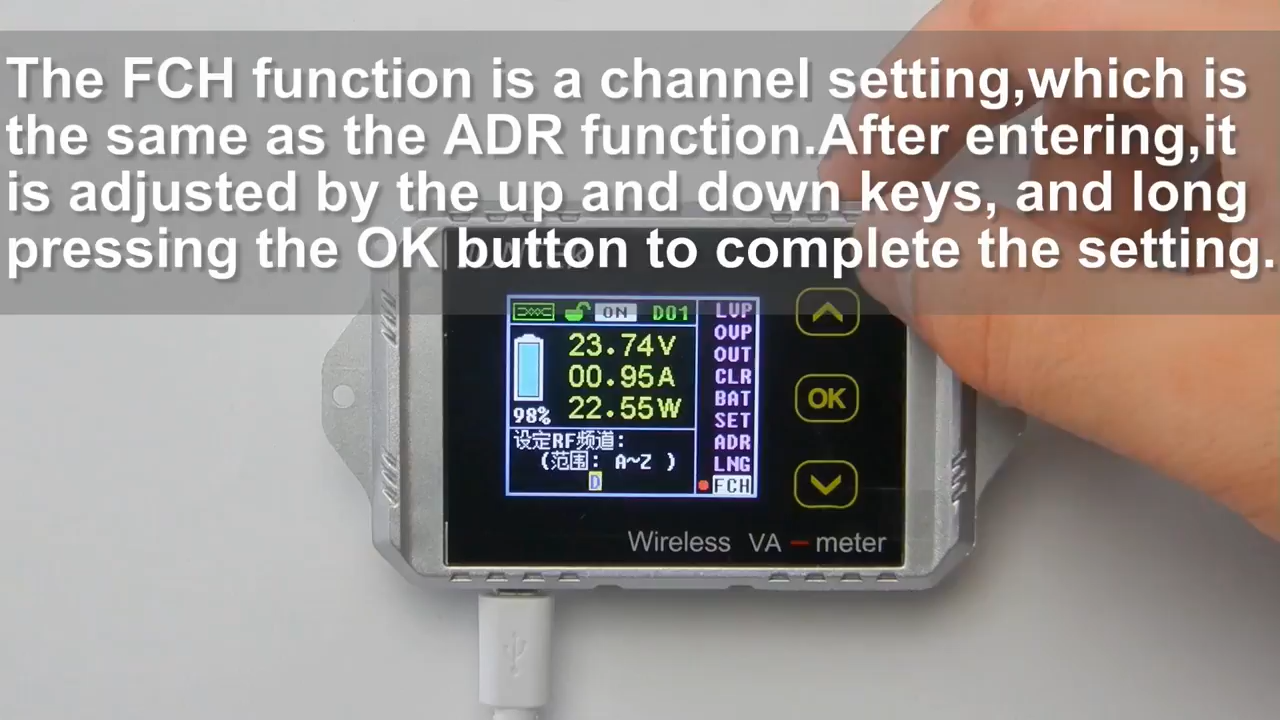 The FCH function is a channel setting,which is
the same as the ADR function.After entering,it
is adjusted by the up and down keys, and long
pressing the OK button to complete the setting.
ON D01
23.74V
00.95A
22.55W
98%
设定RF频道:
(范围: A~Z )
D
LVP
OVP
OUT
CLR
BAT
SET
ADR
LNG
FCH
OK
Wireless VA - meter